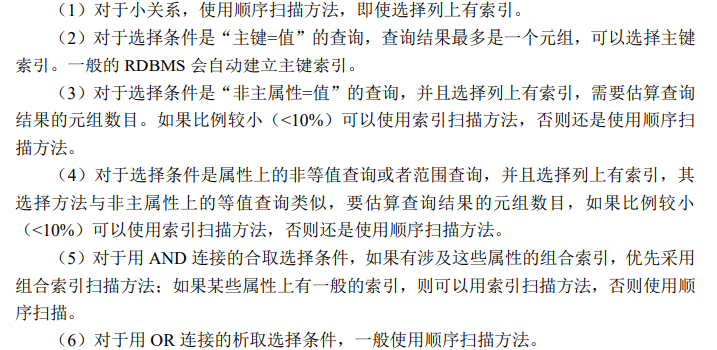 （1）对于小关系，使用顺序扫描方法，即使选择列上有索引。
（2）对于选择条件是“主键=值”的查询，查询结果最多是一个元组，可以选择主键
索引。一般的 RDBMS 会自动建立主键索引。
（3）对于选择条件是“非主属性=值”的查询，并且选择列上有索引，需要估算查询
结果的元组数目。如果比例较小（<10%）可以使用索引扫描方法，否则还是使用顺序扫
描方法。
（4）对于选择条件是属性上的非等值查询或者范围查询，并且选择列上有索引，其
选择方法与非主属性上的等值查询类似，要估算查询结果的元组数目，如果比例较小
（<10%）可以使用索引扫描方法，否则还是使用顺序扫描方法。
（5）对于用 AND 连接的合取选择条件，如果有涉及这些属性的组合索引，优先采用
组合索引扫描方法；如果某些属性上有一般的索引，则可以用索引扫描方法，否则使用顺
序扫描。
（6）对于用 OR 连接的析取选择条件，一般使用顺序扫描方法。